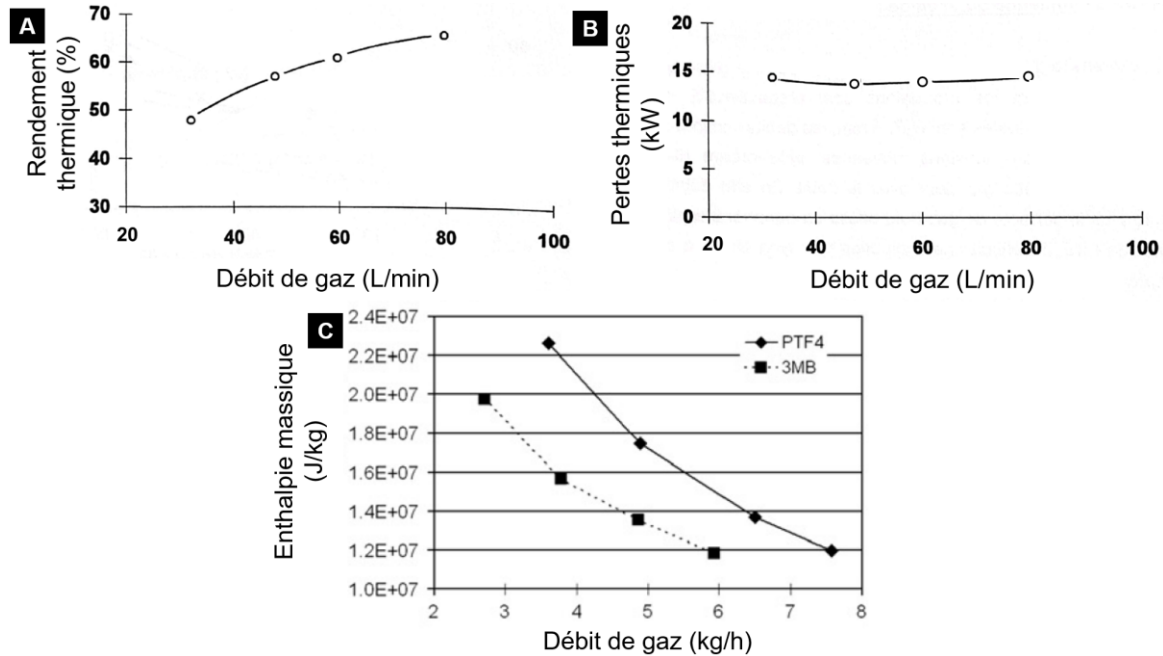 A
Rendement
thermique (%)
70
60
50
40
30
20
40
60
80
100
Débit de gaz (L/min)
B
Pertes thermiques
(kW)
20
15
10
5
0
20
40
60
80
100
Débit de gaz (L/min)
C
Enthalpie massique
(J/kg)
2.4E+07
2.2E+07
2.0E+07
1.8E+07
1.6E+07
1.4E+07
1.2E+07
1.0E+07
2
3
4
5
6
7
8
PTF4
3MB
Débit de gaz (kg/h)